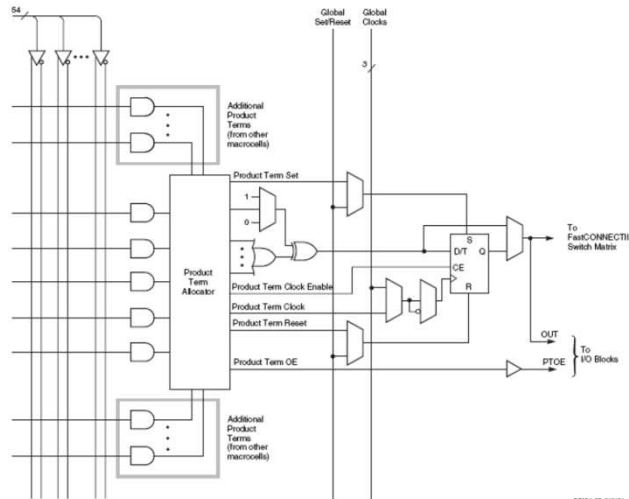 54
Global
Set/Reset
Global
Clocks
3
Additional
Product
Terms
(from other
macrocells)
Product Term Set
1
0
Product
Term
Allocator
Product Term Clock Enable
Product Term Clock
Product Term Reset
Product Term OE
S
D/T Q
CE
R
To
FastCONNECTII
Switch Matrix
OUT
PTOE
To
I/O Blocks
Additional
Product
Terms
(from other
macrocells)